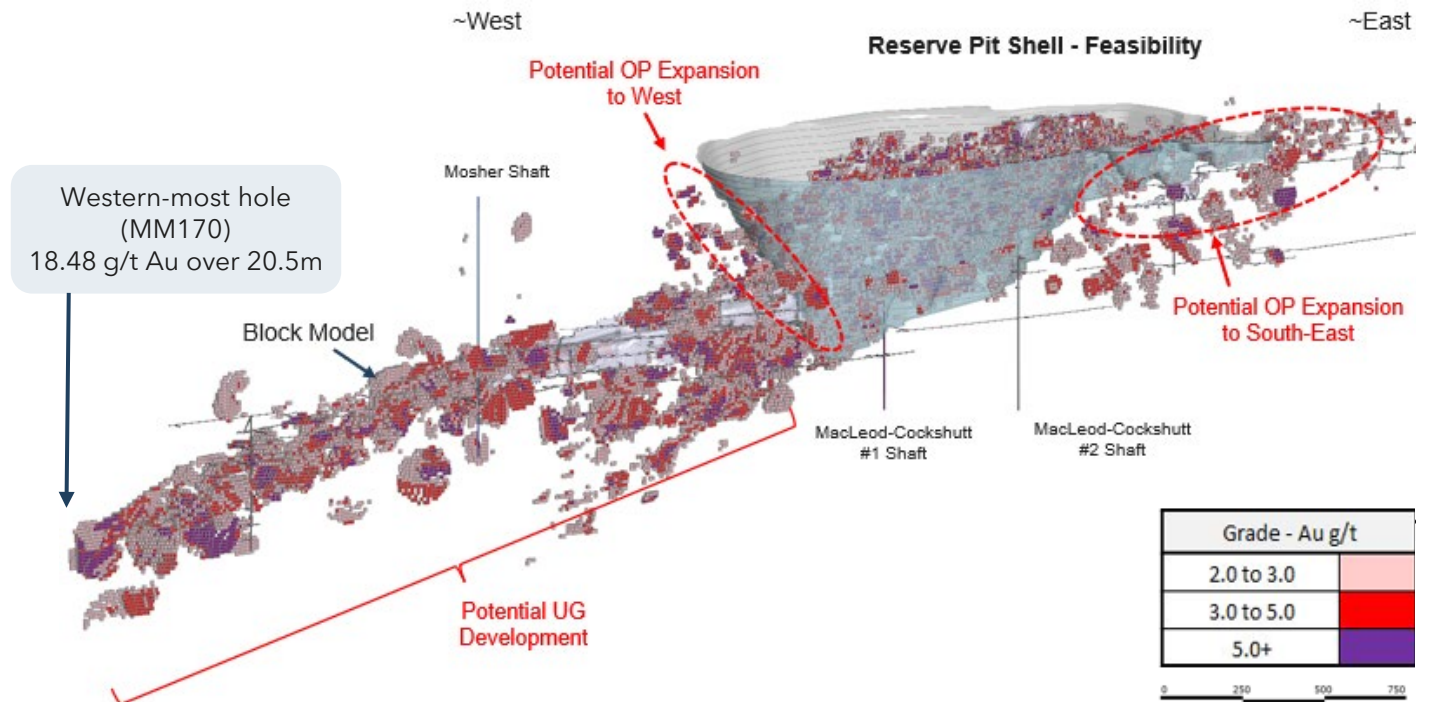 ~West
~East
Reserve Pit Shell - Feasibility
Potential OP Expansion
to West
Mosher Shaft
Western-most hole
(MM170)
18.48 g/t Au over 20.5m
Block Model
Potential OP Expansion
to South-East
MacLeod-Cockshutt
#1 Shaft
MacLeod-Cockshutt
#2 Shaft
Potential UG
Development
Grade - Au g/t
2.0 to 3.0
3.0 to 5.0
5.0+
0 250 500 750